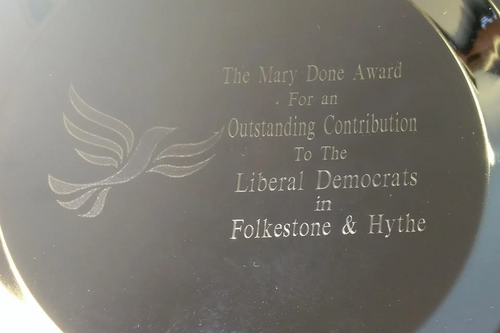 The Mary Done Award
For an
Outstanding Contribution
To The
Liberal Democrats
in
Folkestone & Hythe